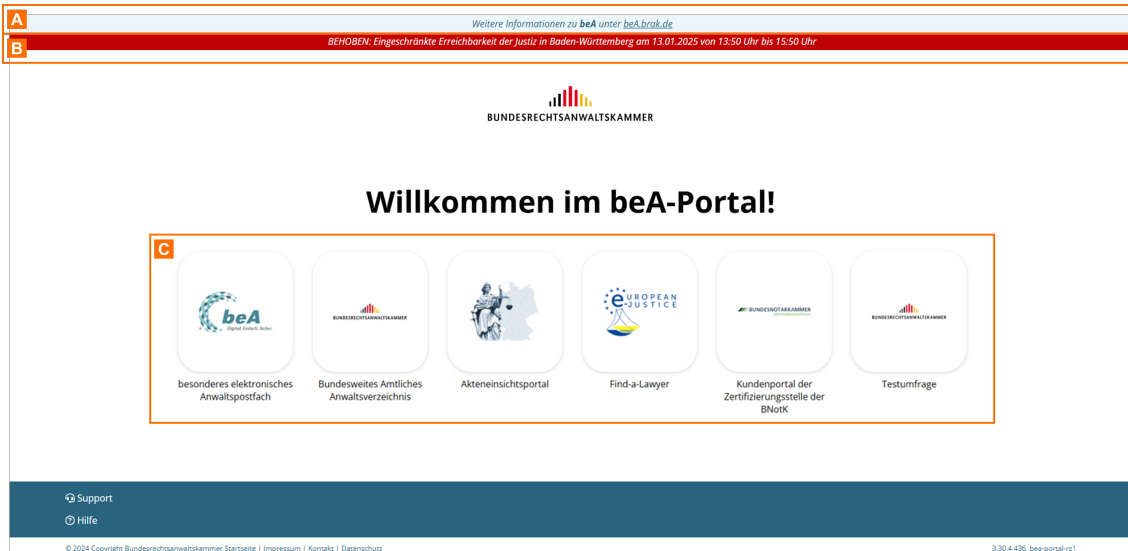 A
Weitere Informationen zu beA unter beA.brak.de
B
BEHOBEN: Eingeschränkte Erreichbarkeit der Justiz in Baden-Württemberg am 13.01.2025 von 13:50 Uhr bis 15:50 Uhr
BUNDESRECHTSANWALTSKAMMER
Willkommen im beA-Portal!
C
beA
Digital. Einfach. Sicher.
BUNDESRECHTSANWALTSKAMMER
EUROPEAN
E-JUSTICE
BUNDESNOTARKAMMER
ZERTIFIZIERUNGSSTELLE
BUNDESRECHTSANWALTSKAMMER
besonderes elektronisches
Anwaltspostfach
Bundesweites Amtliches
Anwaltsverzeichnis
Akteneinsichtsportal
Find-a-Lawyer
Kundenportal der
Zertifizierungsstelle der
BNotK
Testumfrage
Support
Hilfe
© 2024 Copyright Bundesrechtsanwaltskammer Startseite | Impressum | Kontakt | Datenschutz
3.30.4.436, bea-portal-rz1